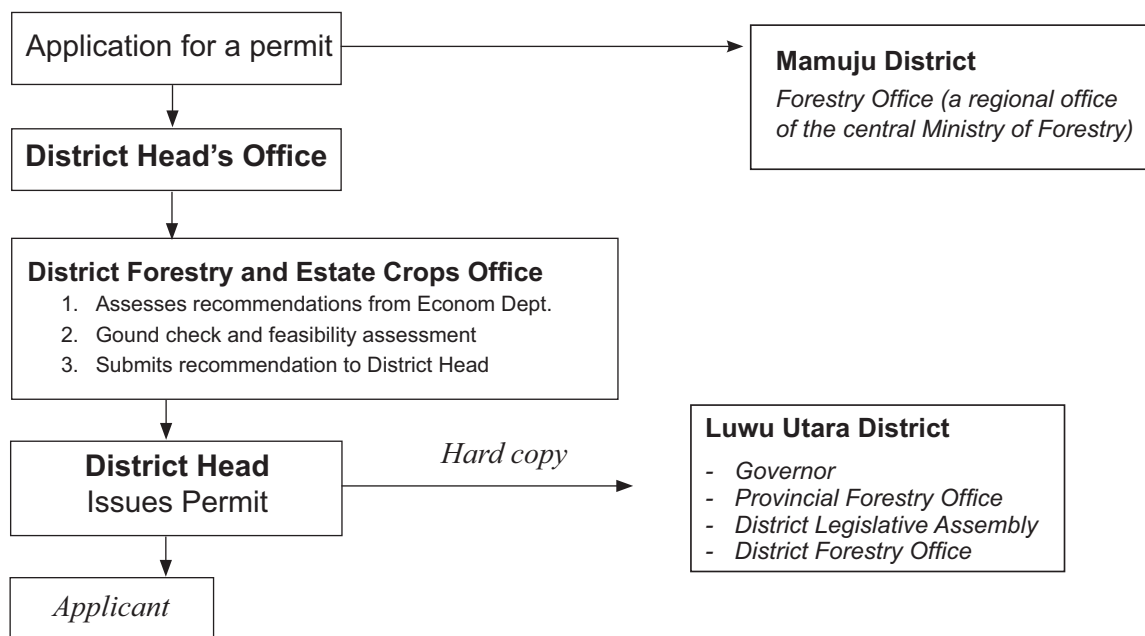 Application for a permit
Mamuju District
Forestry Office (a regional office
of the central Ministry of Forestry)
District Head’s Office
District Forestry and Estate Crops Office
1. Assesses recommendations from Econom Dept.
2. Gound check and feasibility assessment
3. Submits recommendation to District Head
District Head
Issues Permit
Hard copy
Luwu Utara District
- Governor
- Provincial Forestry Office
- District Legislative Assembly
- District Forestry Office
Applicant